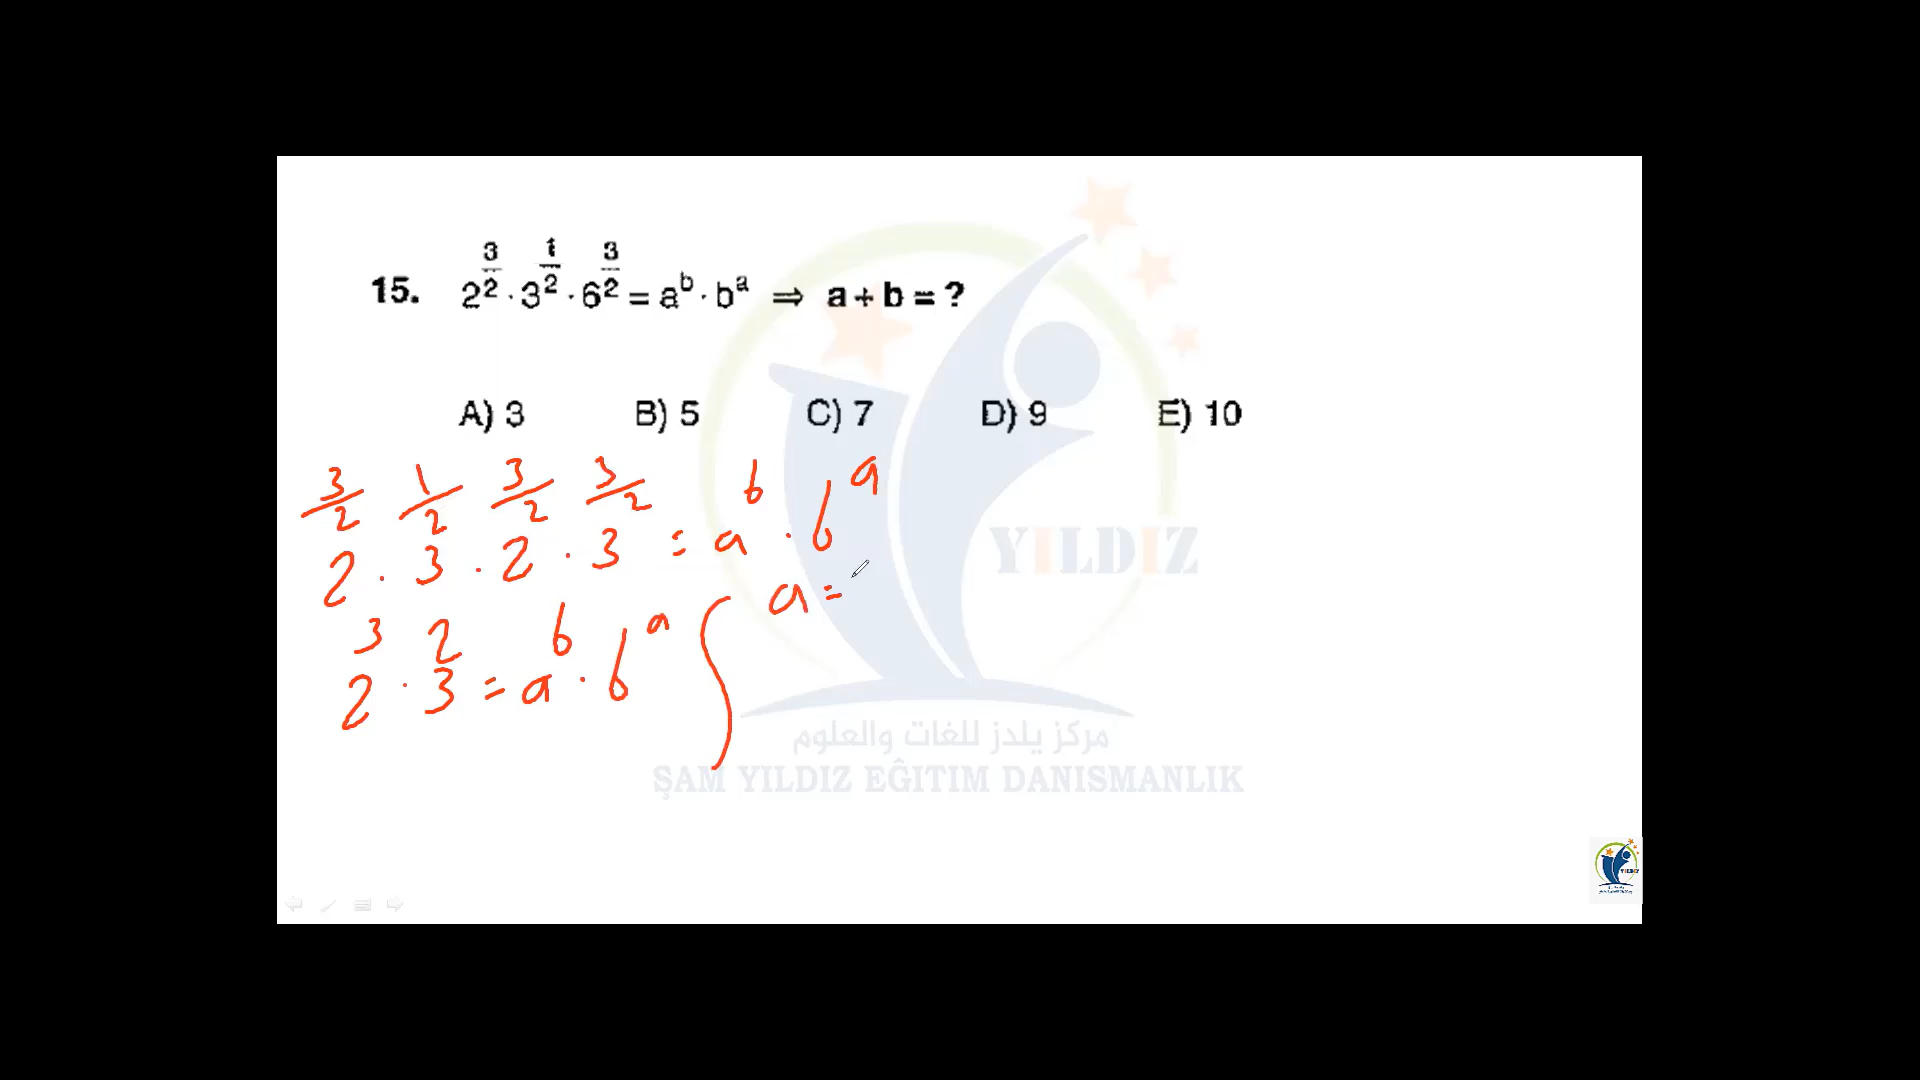 15. 2^{3/2} · 3^{1/2} · 6^{3/2} = a^b · b^a ⇒ a + b = ?
A) 3 B) 5 C) 7 D) 9 E) 10
2^{3/2} · 3^{1/2} · 2^{3/2} · 3^{3/2} = a^b · b^a
a =
2^3 · 3^2 = a^b · b^a
YILDIZ
مركز يلدز للغات والعلوم
ŞAM YILDIZ EĞITIM DANISMANLIK
YILDIZ